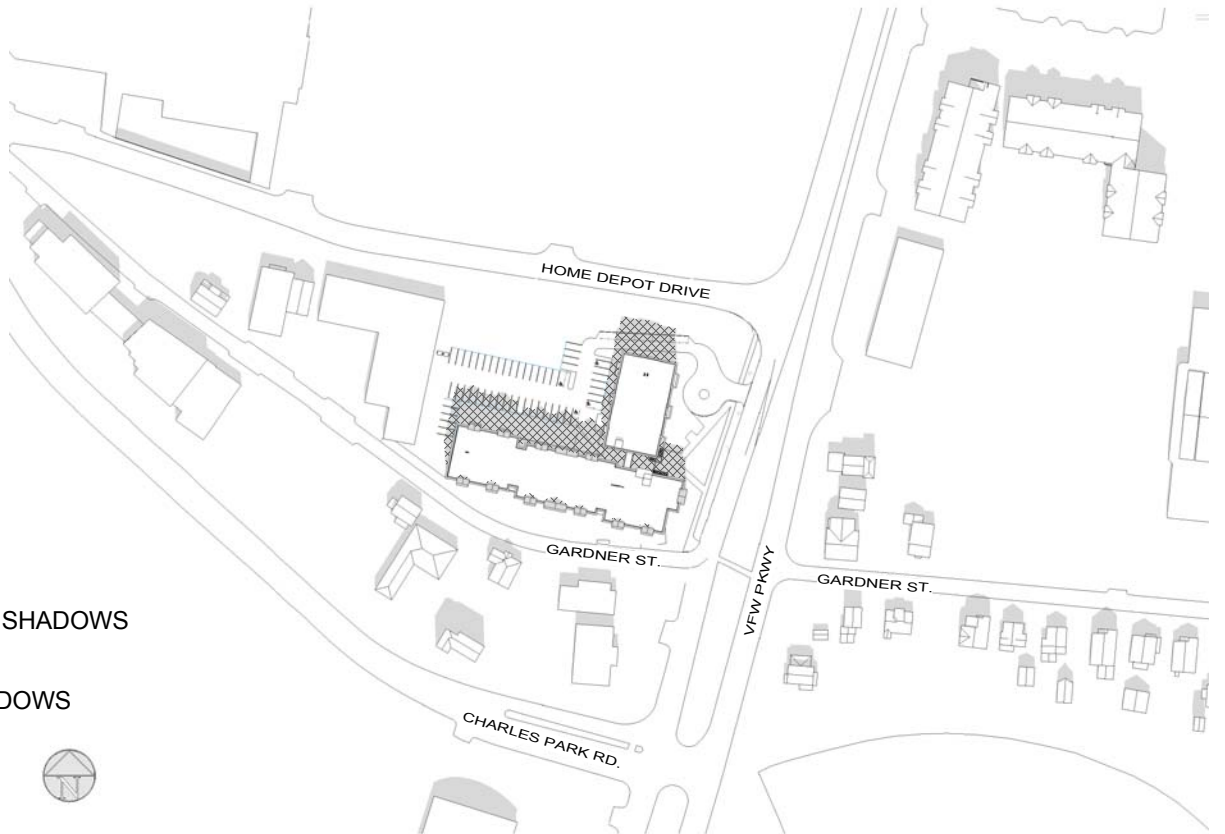 HOME DEPOT DRIVE
GARDNER ST.
VFW PKWY
GARDNER ST.
SHADOWS
DOWS
CHARLES PARK RD.